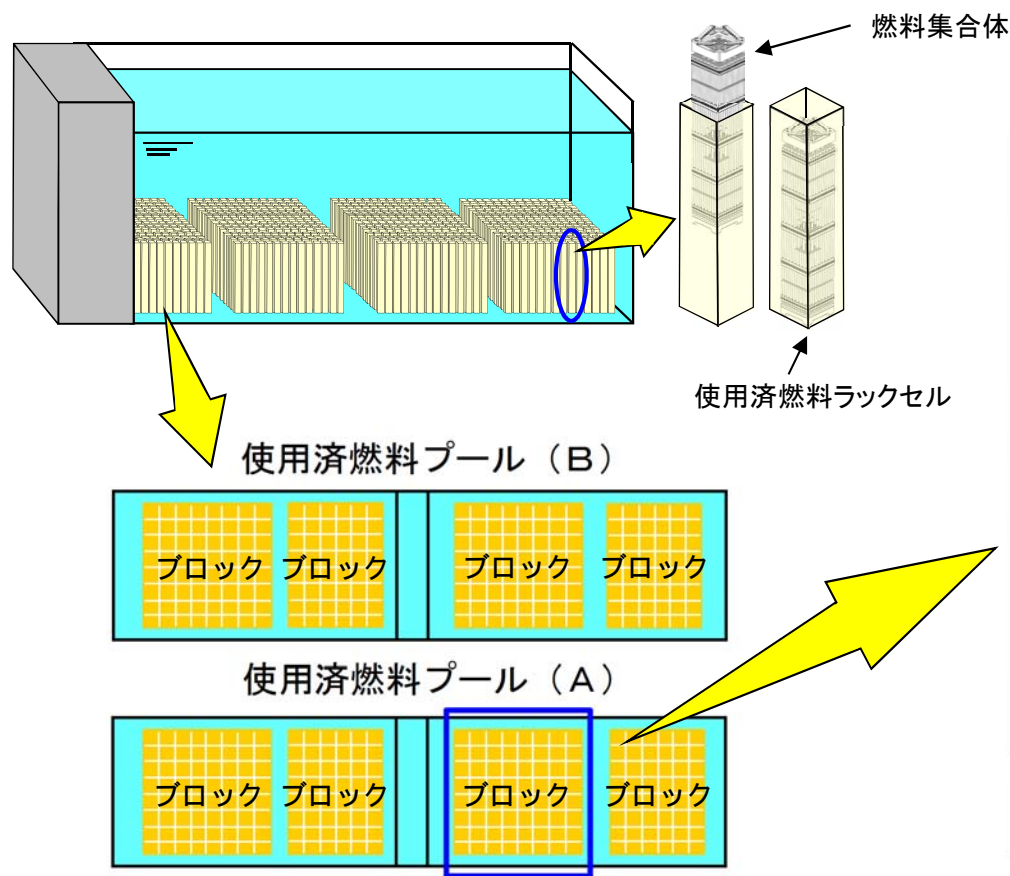 燃料集合体
使用済燃料ラックセル
使用済燃料プール（B）
ブロック ブロック ブロック ブロック
使用済燃料プール（A）
ブロック ブロック ブロック ブロック